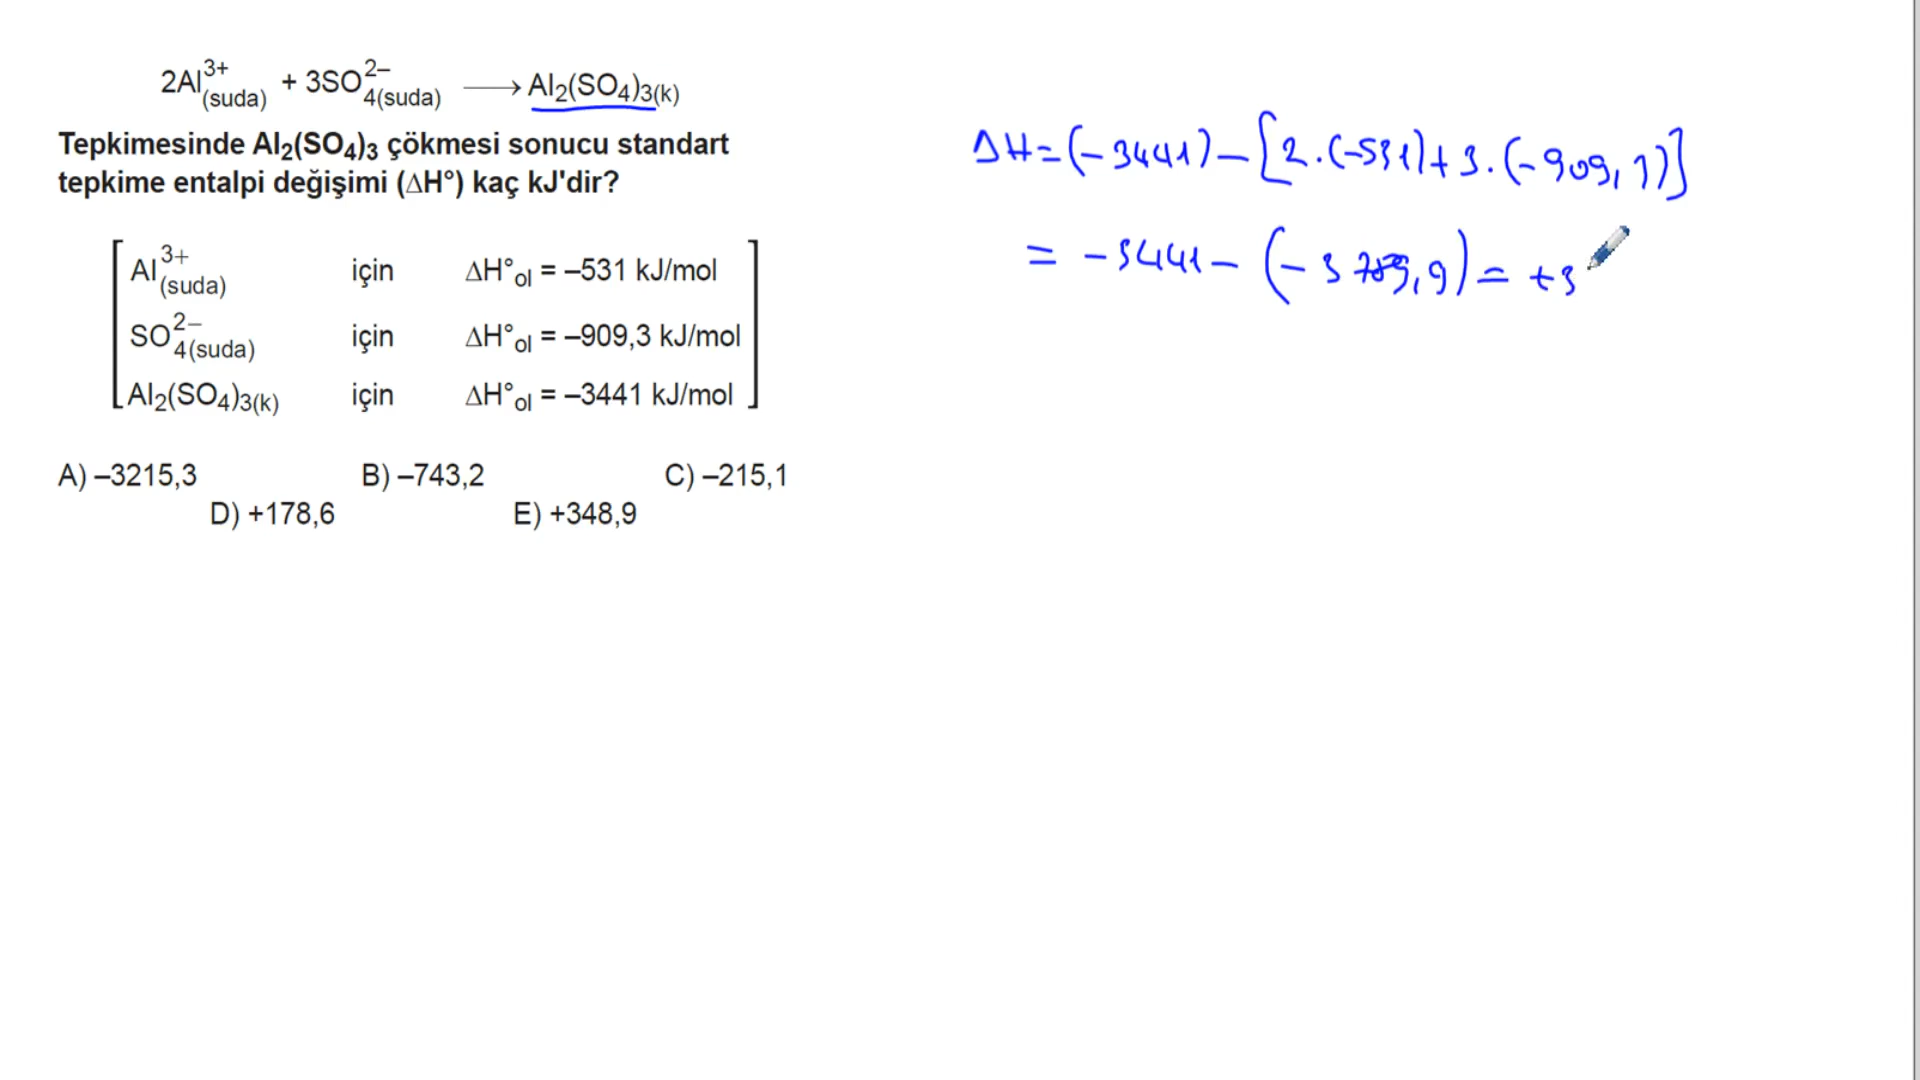 2Al³⁺(suda) + 3SO₄²⁻(suda) ⟶ Al₂(SO₄)₃(k)
Tepkimesinde Al₂(SO₄)₃ çökmesi sonucu standart
tepkime entalpi değişimi (ΔH°) kaç kJ'dir?
Al³⁺(suda) için ΔH°ol = –531 kJ/mol
SO₄²⁻(suda) için ΔH°ol = –909,3 kJ/mol
Al₂(SO₄)₃(k) için ΔH°ol = –3441 kJ/mol
A) –3215,3 B) –743,2 C) –215,1
D) +178,6 E) +348,9
ΔH = (-3441) - [2.(-531) + 3.(-909,3)]
= -3441 - (-3789,9) = +3